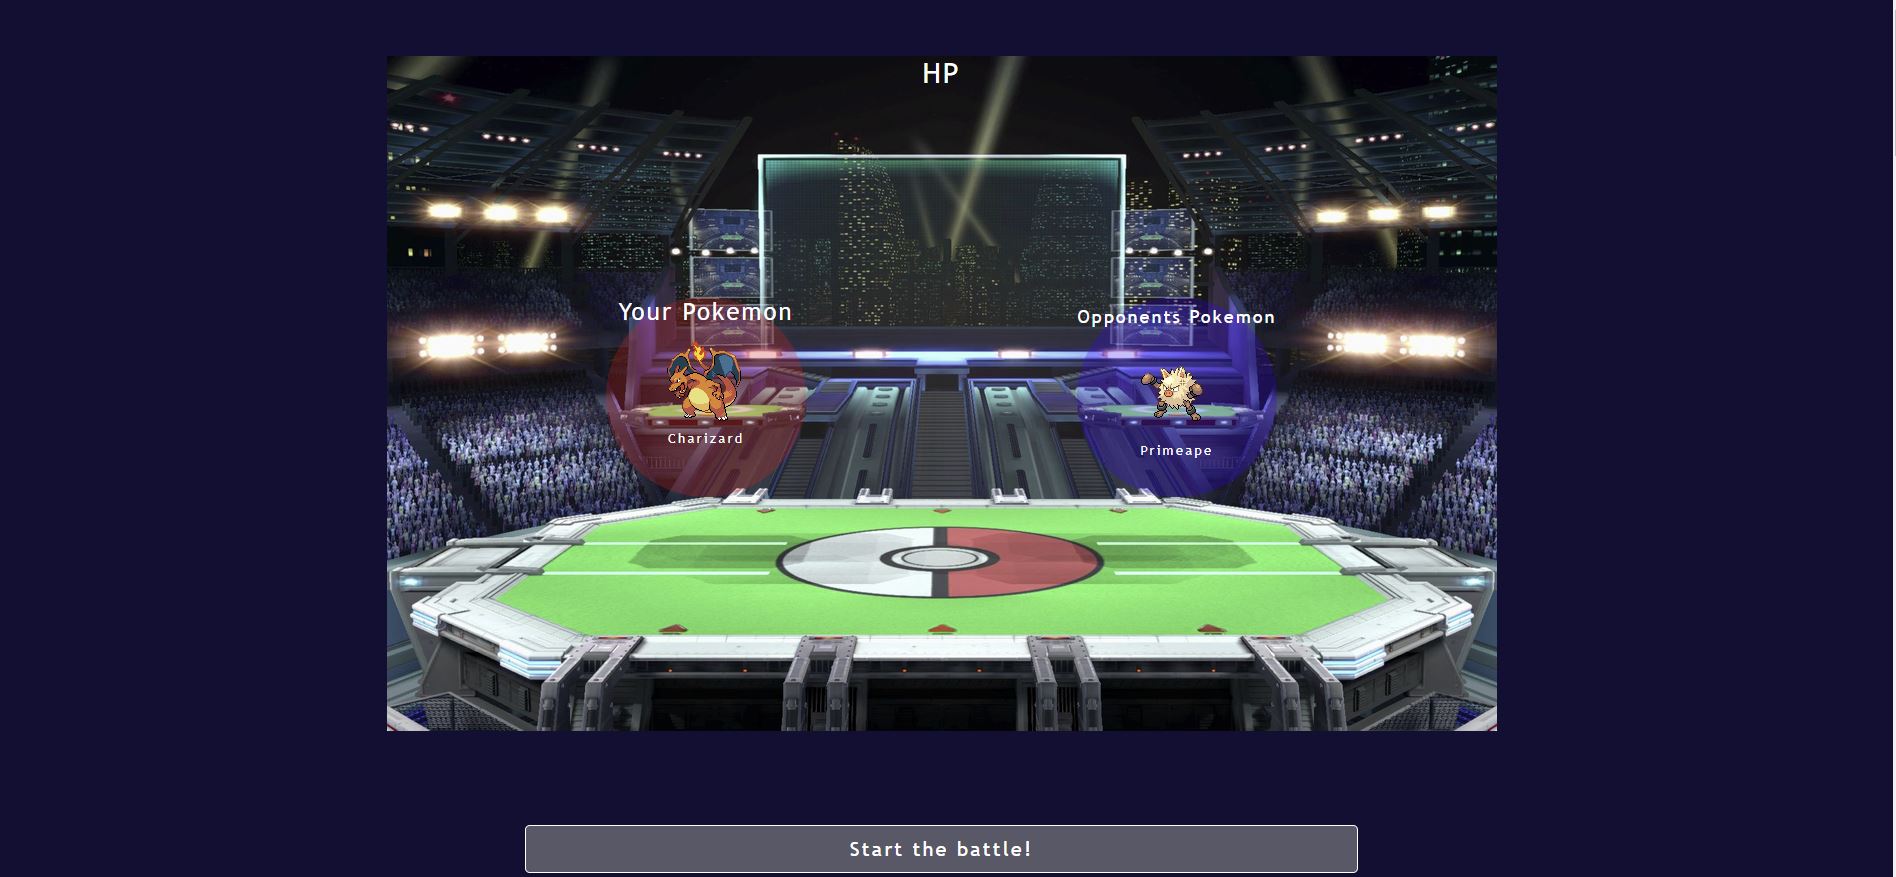 HP
Your Pokemon
Opponents Pokemon
Charizard
Primeape
Start the battle!